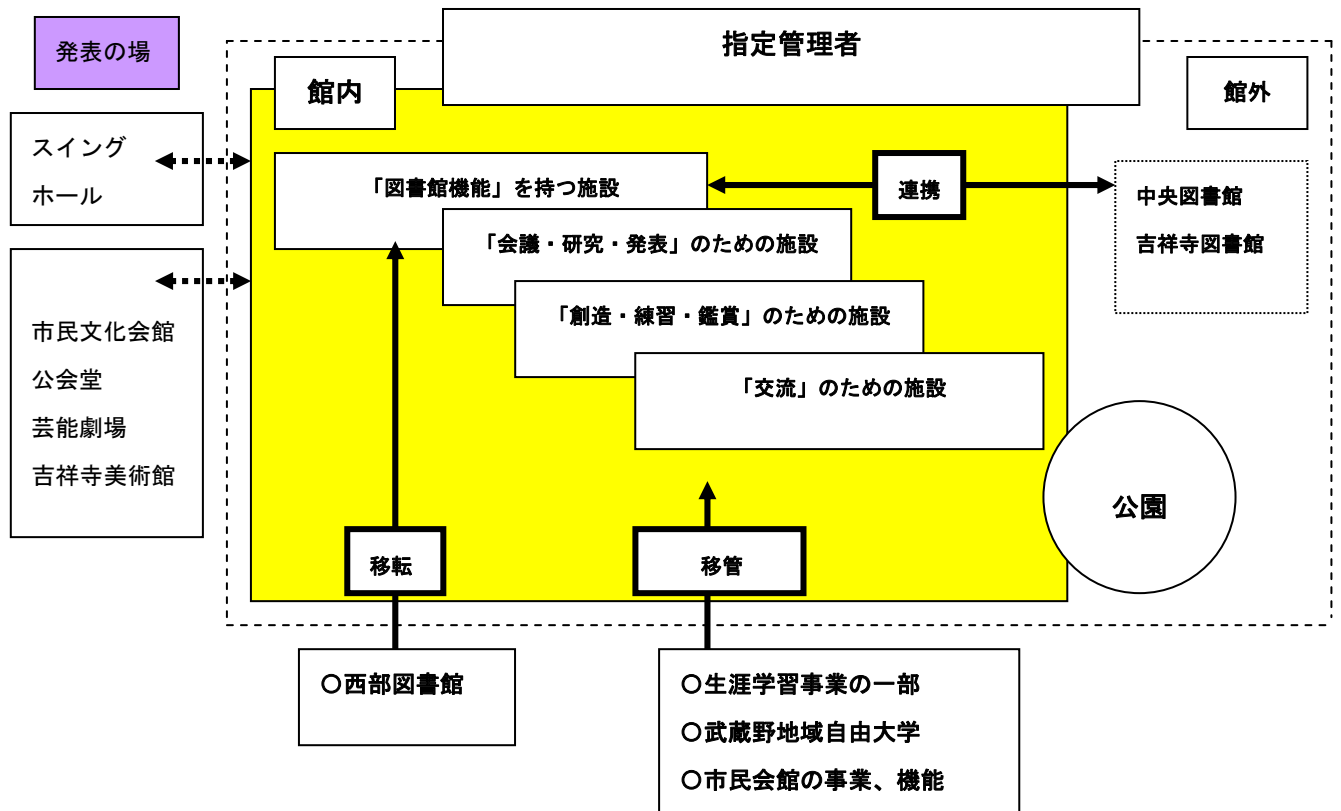 発表の場
指定管理者
館内
館外
スイング
ホール
「図書館機能」を持つ施設
連携
中央図書館
吉祥寺図書館
「会議・研究・発表」のための施設
「創造・練習・鑑賞」のための施設
市民文化会館
公会堂
芸能劇場
吉祥寺美術館
「交流」のための施設
公園
移転
移管
○西部図書館
○生涯学習事業の一部
○武蔵野地域自由大学
○市民会館の事業、機能